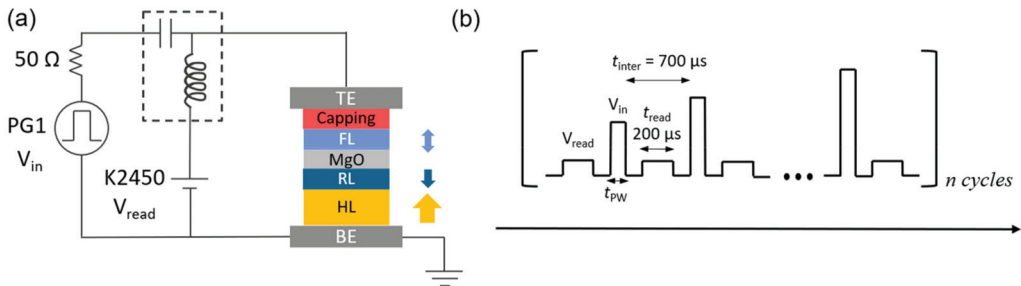 (a)
50 Ω
PG1
V_in
K2450
V_read
TE
Capping
FL
MgO
RL
HL
BE
(b)
t_inter = 700 μs
V_in
t_read
200 μs
V_read
t_PW
n cycles